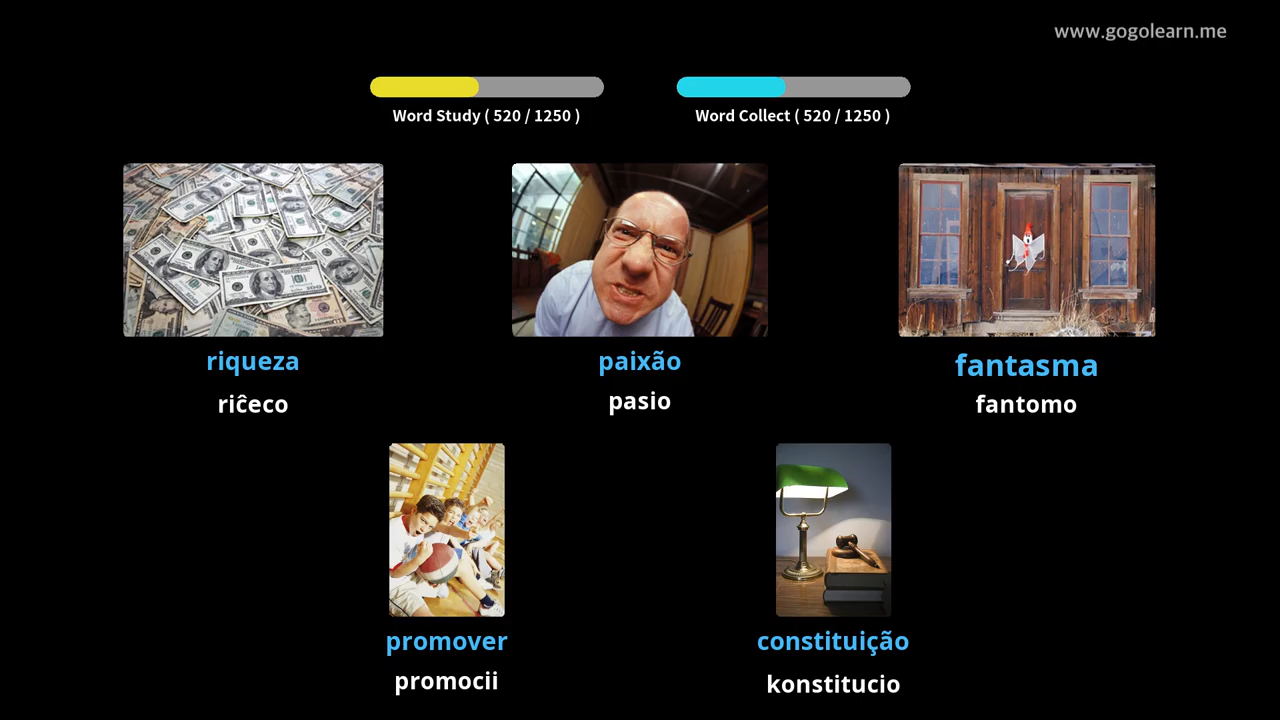 www.gogolearn.me
Word Study ( 520 / 1250 )
Word Collect ( 520 / 1250 )
riqueza
riĉeco
paixão
pasio
fantasma
fantomo
promover
promocii
constituição
konstitucio